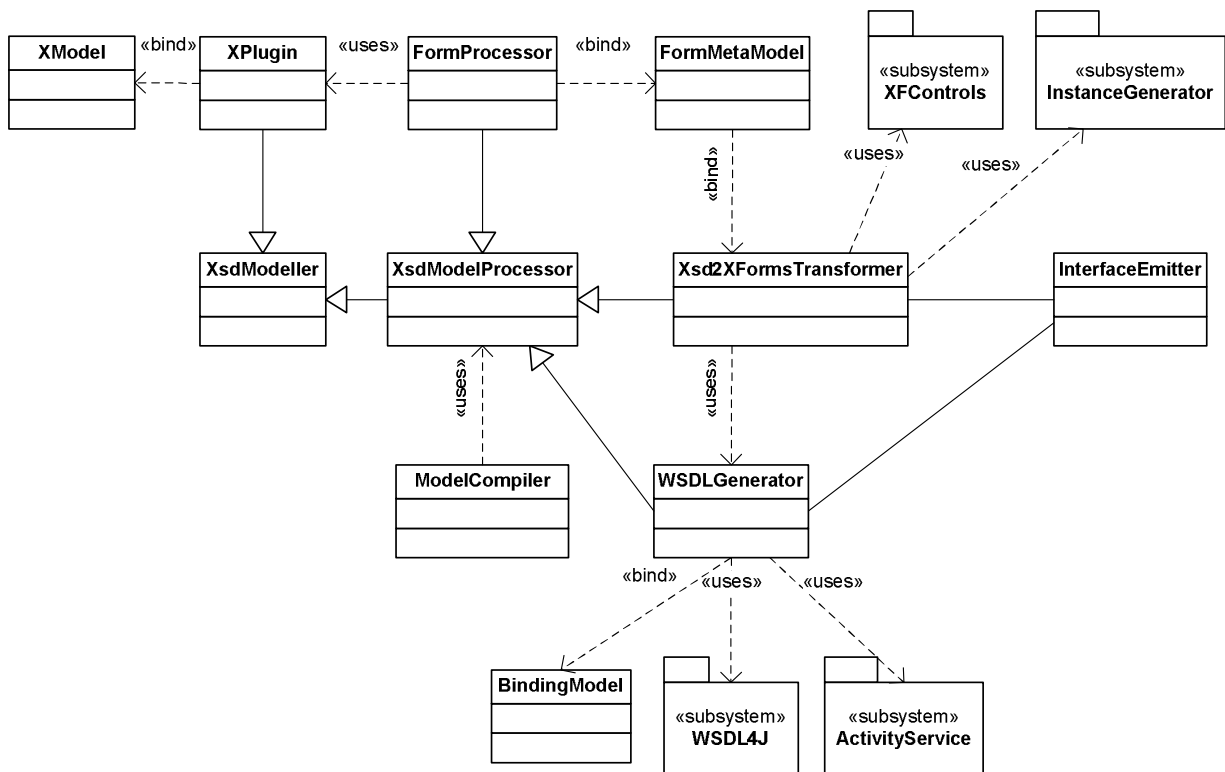 XModel
«bind»
XPlugin
«uses»
FormProcessor
«bind»
FormMetaModel
«subsystem»
XFControls
«subsystem»
InstanceGenerator
«bind»
«uses»
«uses»
XsdModeller
XsdModelProcessor
Xsd2XFormsTransformer
InterfaceEmitter
«uses»
«uses»
ModelCompiler
WSDLGenerator
«bind»
«uses»
«uses»
BindingModel
«subsystem»
WSDL4J
«subsystem»
ActivityService